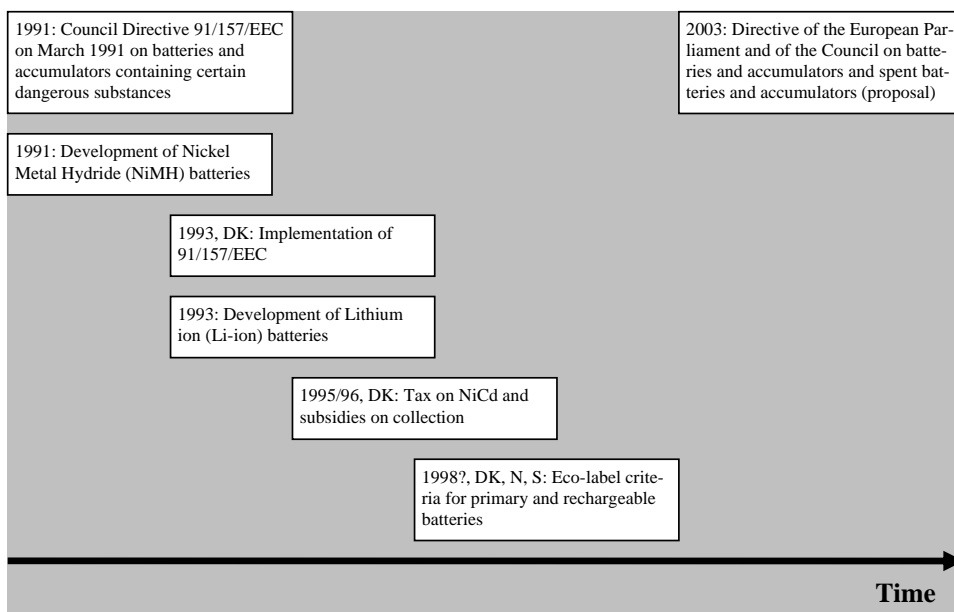 1991: Council Directive 91/157/EEC
on March 1991 on batteries and
accumulators containing certain
dangerous substances
2003: Directive of the European Par-
liament and of the Council on batte-
ries and accumulators and spent bat-
teries and accumulators (proposal)
1991: Development of Nickel
Metal Hydride (NiMH) batteries
1993, DK: Implementation of
91/157/EEC
1993: Development of Lithium
ion (Li-ion) batteries
1995/96, DK: Tax on NiCd and
subsidies on collection
1998?, DK, N, S: Eco-label crite-
ria for primary and rechargeable
batteries
Time